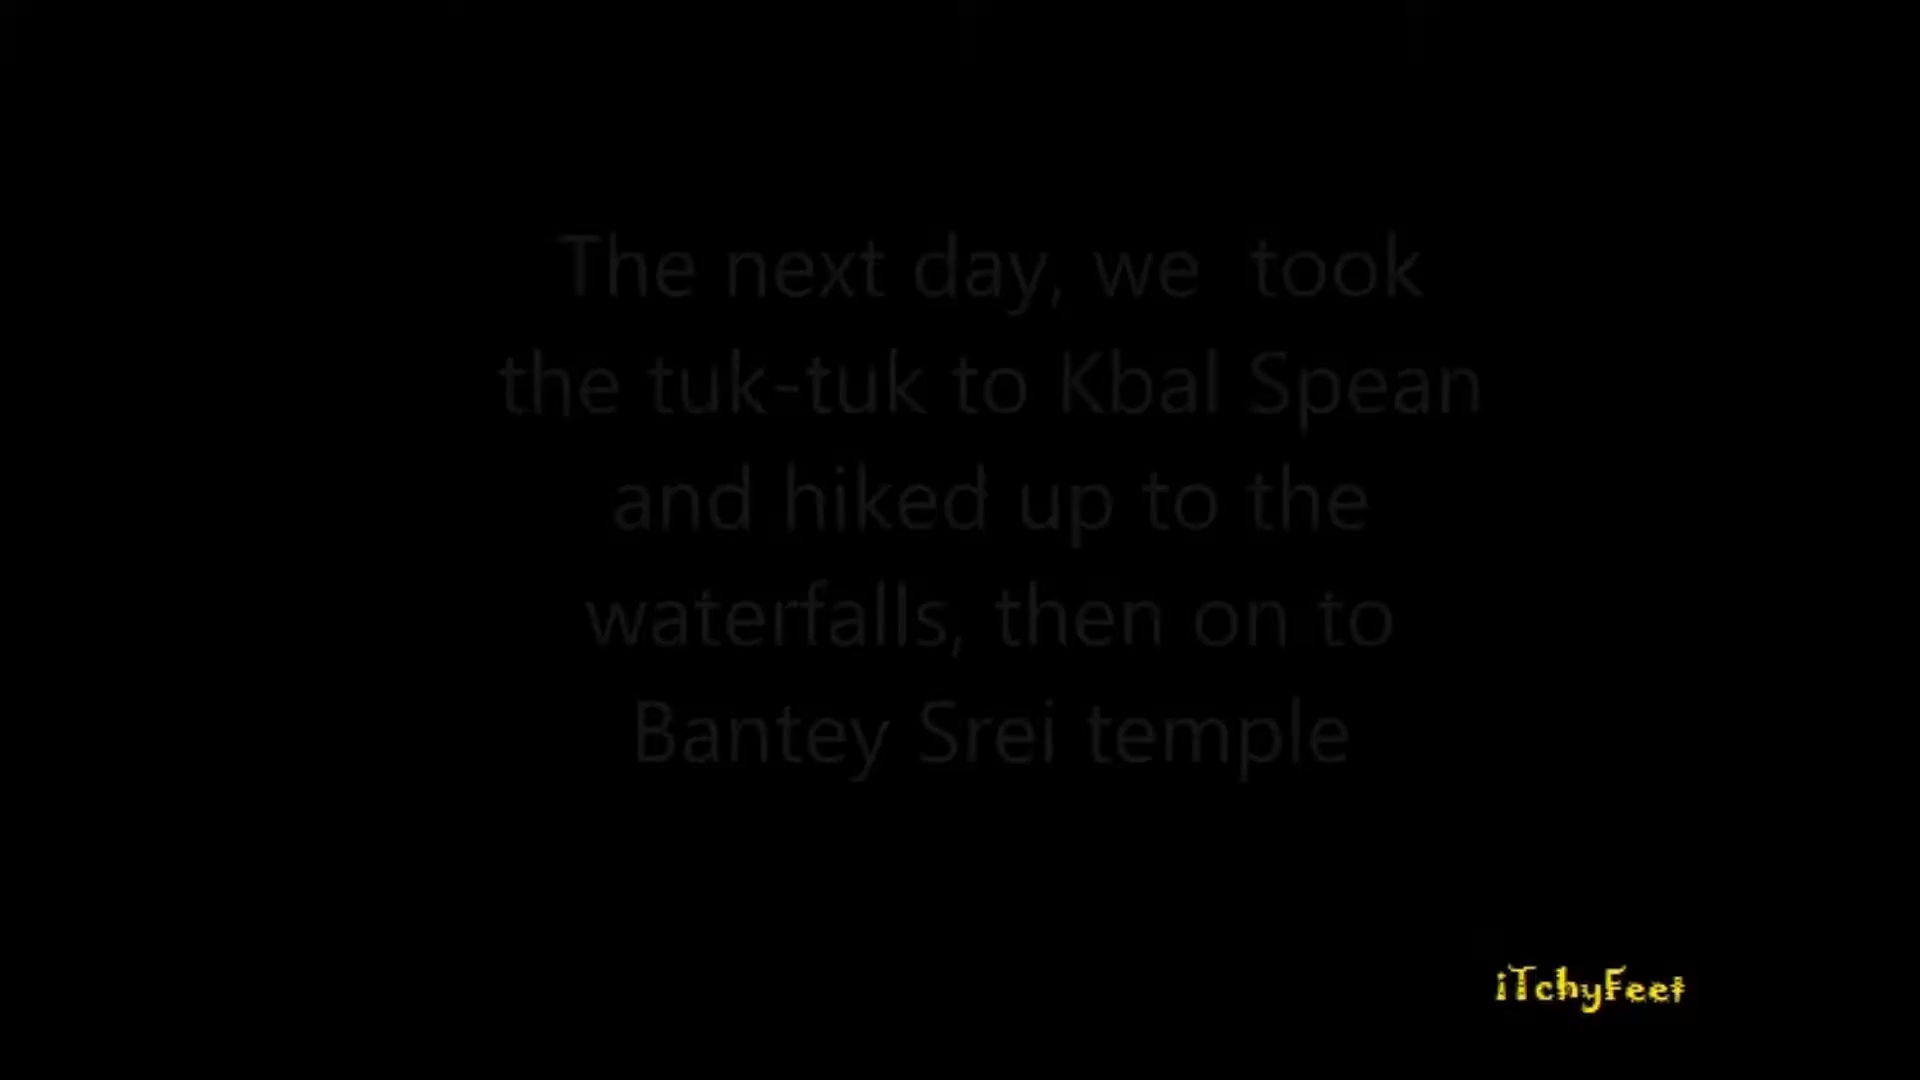 The next day, we  took
the tuk-tuk to Kbal Spean
and hiked up to the
waterfalls, then on to
Bantey Srei temple
iTchyFeet